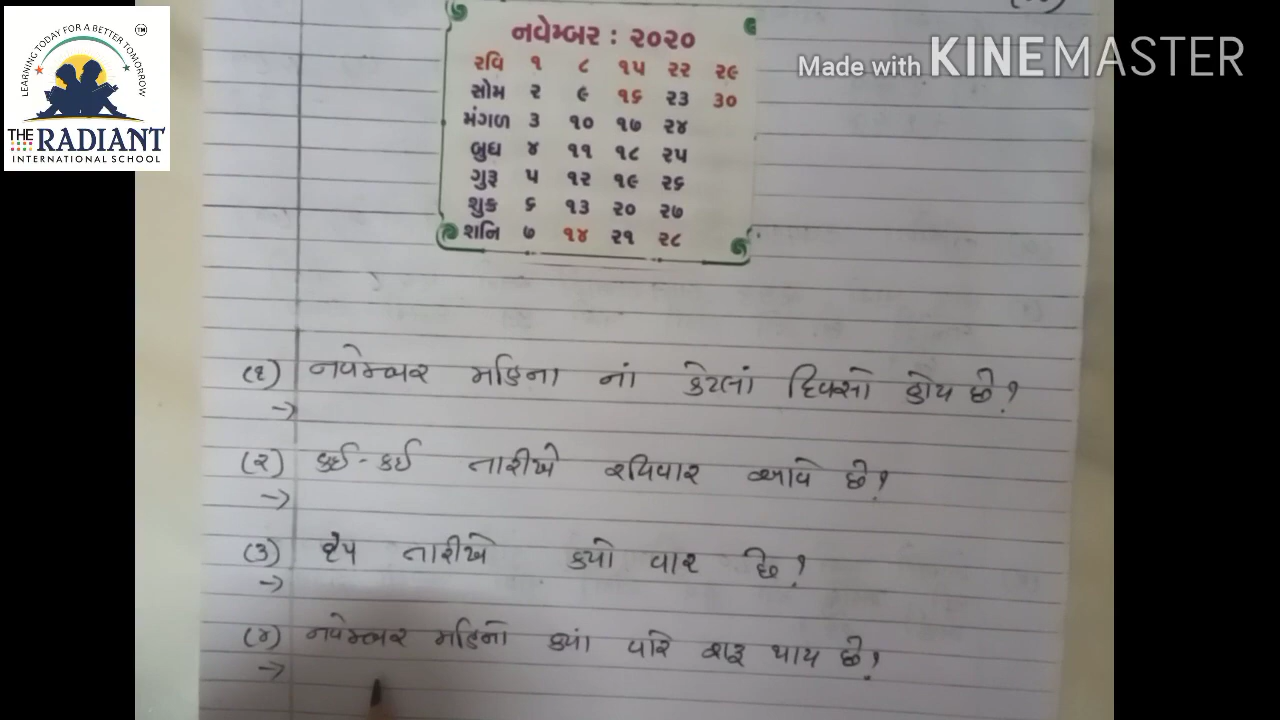 LEARNING TODAY FOR A BETTER TOMORROW
TM
THE RADIANT
INTERNATIONAL SCHOOL
Made with KINEMASTER
નવેમ્બર : ૨૦૨૦
રવિ ૧ ૮ ૧૫ ૨૨ ૨૯
સોમ ૨ ૯ ૧૬ ૨૩ ૩૦
મંગળ ૩ ૧૦ ૧૭ ૨૪
બુધ ૪ ૧૧ ૧૮ ૨૫
ગુરૂ ૫ ૧૨ ૧૯ ૨૬
શુક્ર ૬ ૧૩ ૨૦ ૨૭
શનિ ૭ ૧૪ ૨૧ ૨૮
(૧) નવેમ્બર મહિના નાં કેટલાં દિવસો હોય છે?
→
(૨) કઈ-કઈ તારીખે રવિવાર આવે છે?
→
(૩) ૨૫ તારીખે કયો વાર છે?
→
(૪) નવેમ્બર મહિનો કયાં વારે શરૂ થાય છે?
→